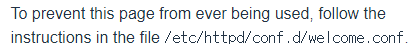 To prevent this page from ever being used, follow the
instructions in the file /etc/httpd/conf.d/welcome.conf.